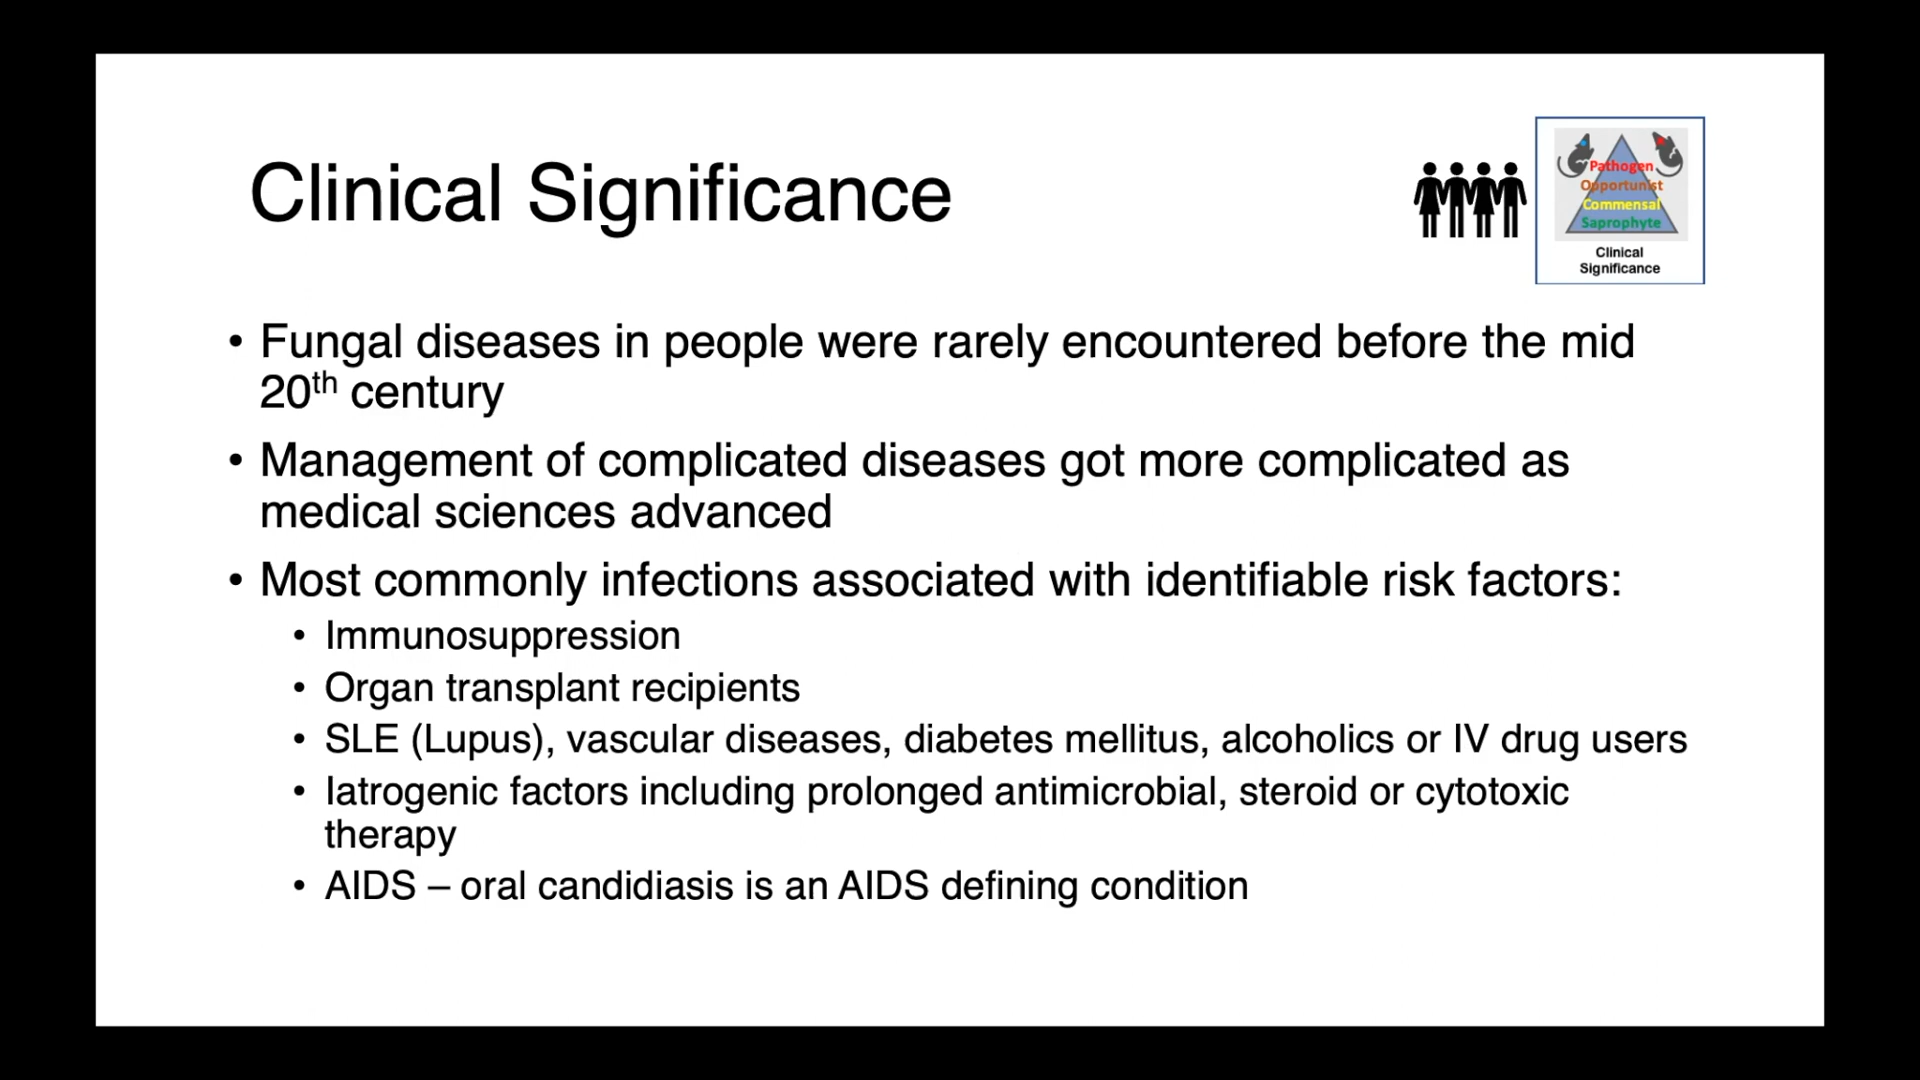 Clinical Significance
Pathogen
Opportunist
Commensal
Saprophyte
Clinical
Significance
• Fungal diseases in people were rarely encountered before the mid
20th century
• Management of complicated diseases got more complicated as
medical sciences advanced
• Most commonly infections associated with identifiable risk factors:
• Immunosuppression
• Organ transplant recipients
• SLE (Lupus), vascular diseases, diabetes mellitus, alcoholics or IV drug users
• Iatrogenic factors including prolonged antimicrobial, steroid or cytotoxic
therapy
• AIDS – oral candidiasis is an AIDS defining condition